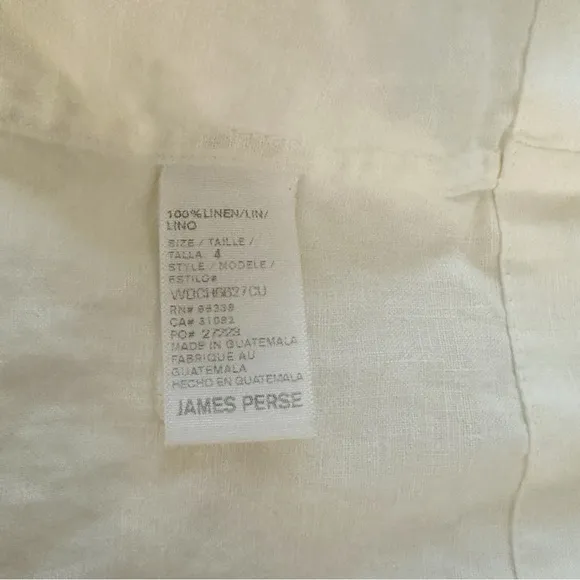 100% LINEN/LIN/
LINO
SIZE / TAILLE /
TALLA 4
STYLE / MODELE /
ESTILO#
RN#
CA#
PO# 27223
MADE IN GUATEMALA
FABRIQUE AU
GUATEMALA
HECHO EN GUATEMALA
JAMES PERSE